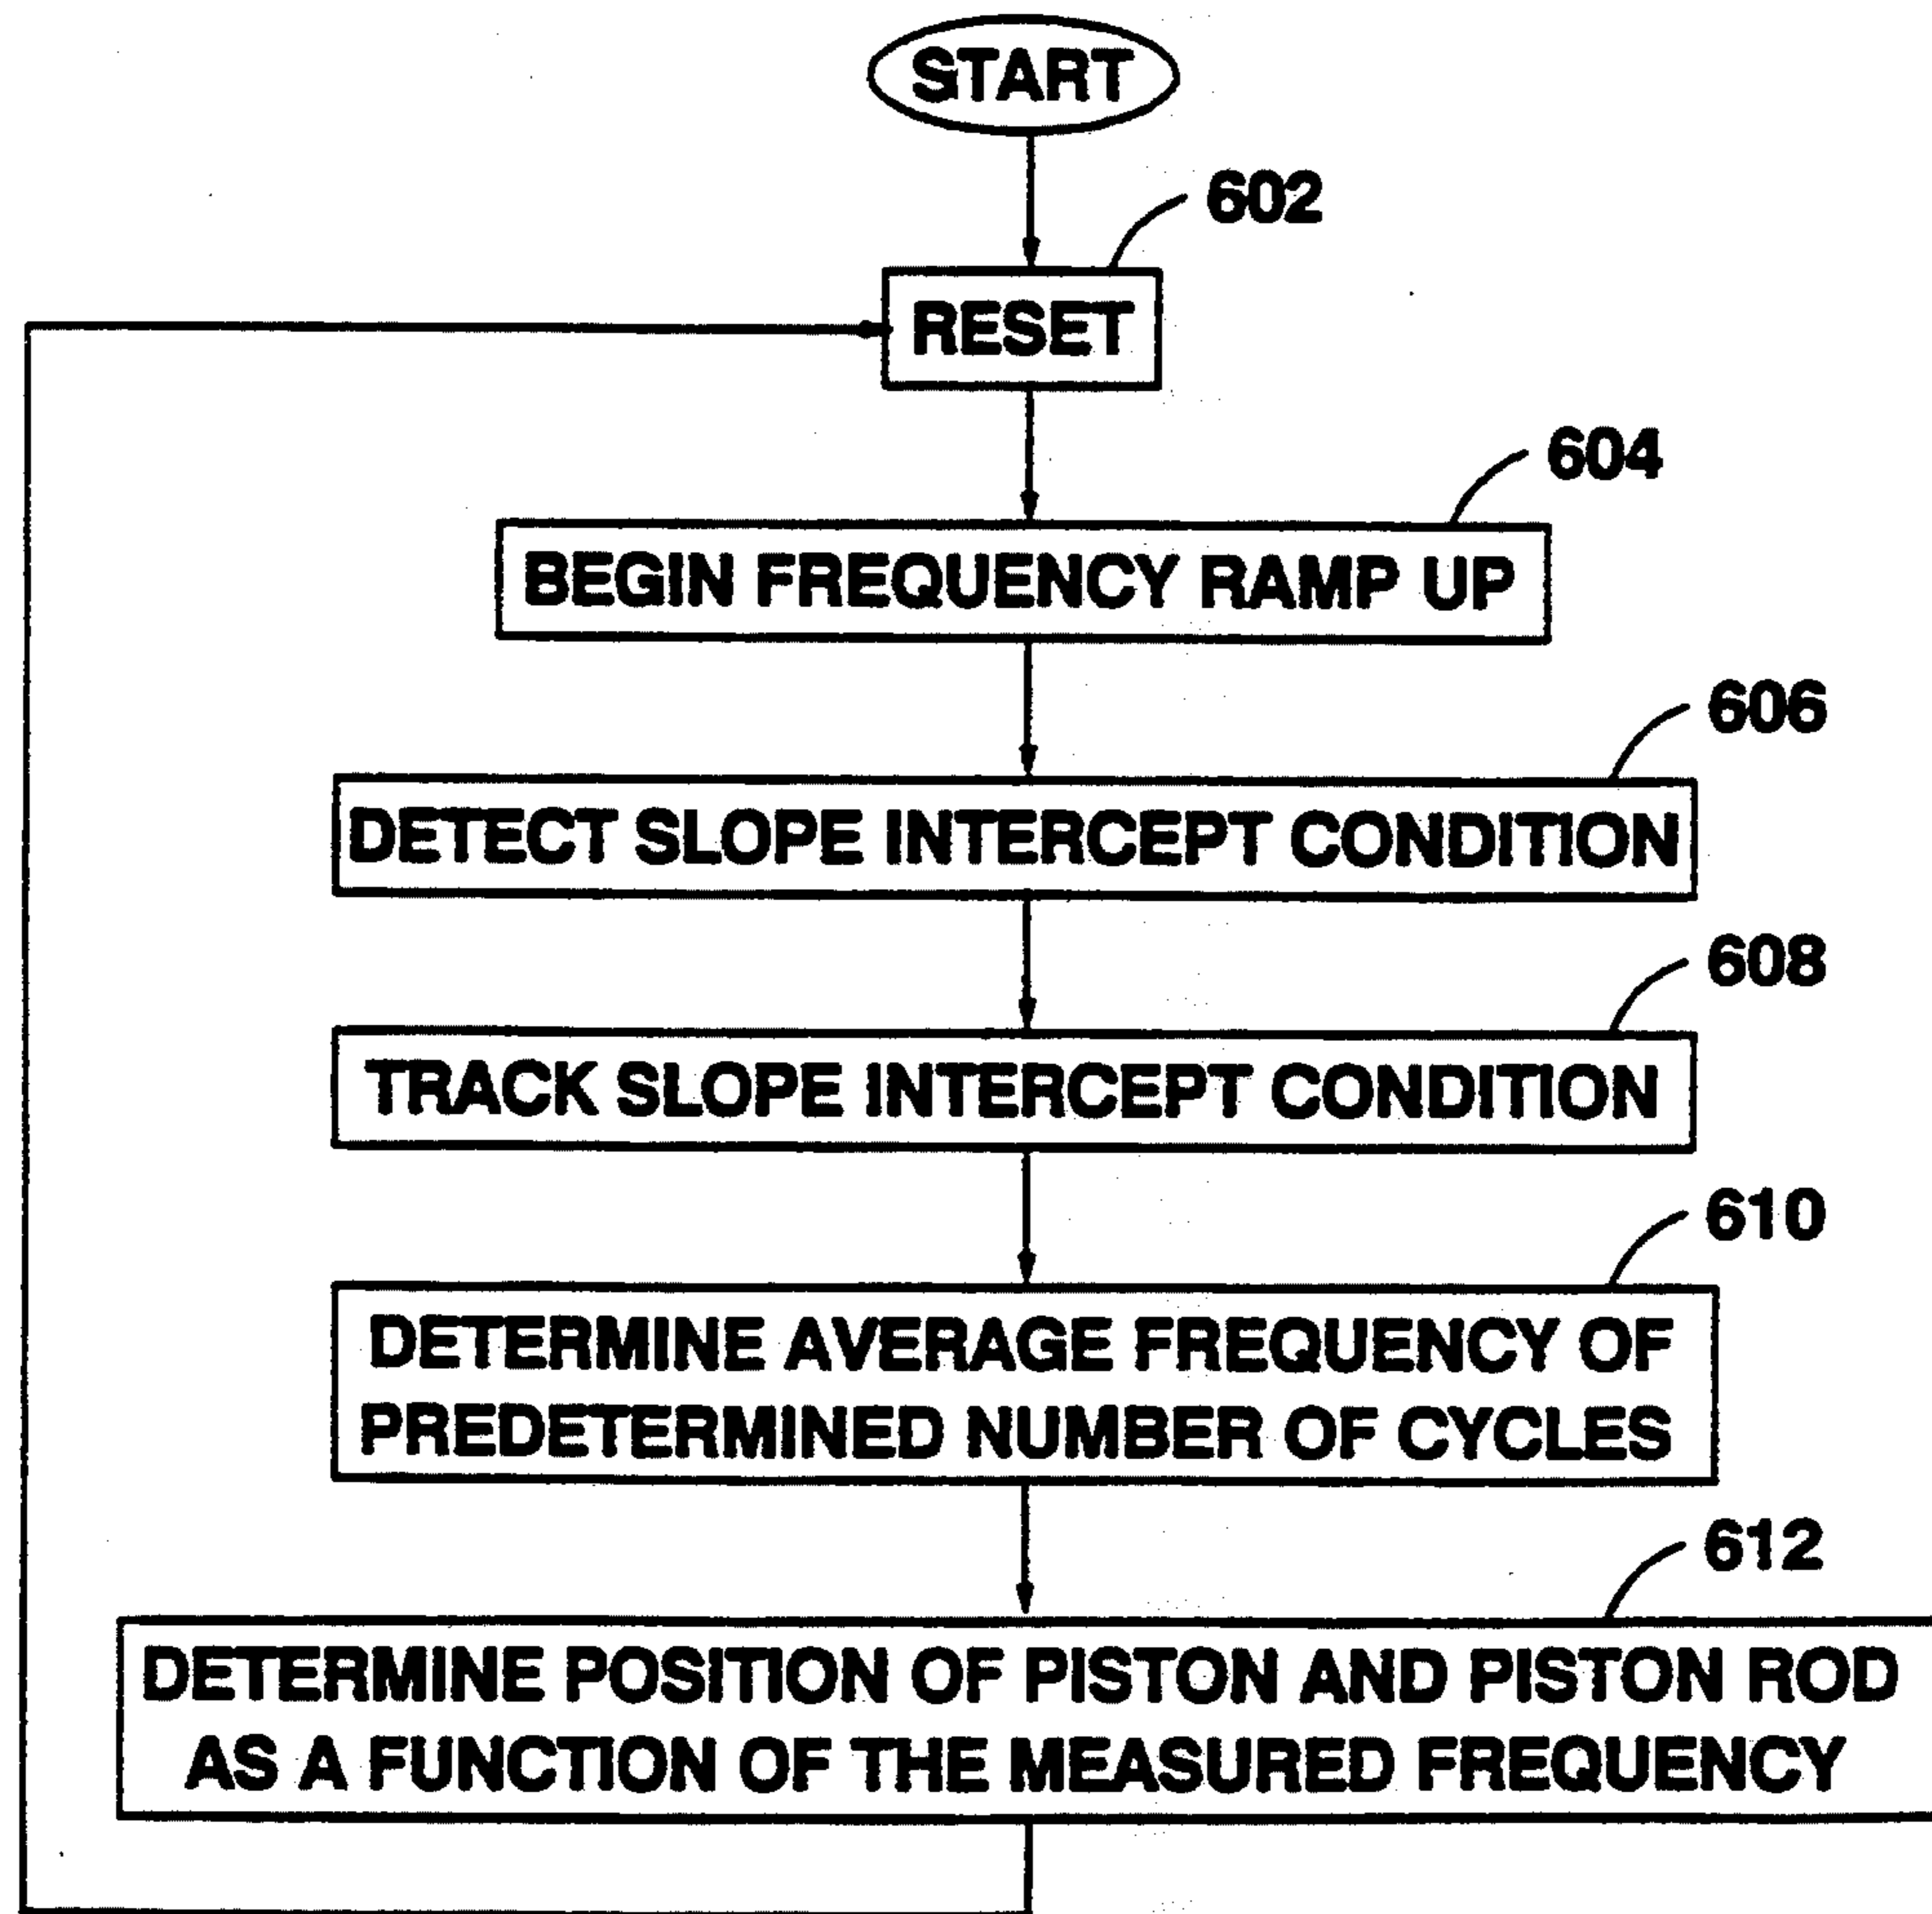 START
602
RESET
604
BEGIN FREQUENCY RAMP UP
606
DETECT SLOPE INTERCEPT CONDITION
608
TRACK SLOPE INTERCEPT CONDITION
610
DETERMINE AVERAGE FREQUENCY OF
PREDETERMINED NUMBER OF CYCLES
612
DETERMINE POSITION OF PISTON AND PISTON ROD
AS A FUNCTION OF THE MEASURED FREQUENCY